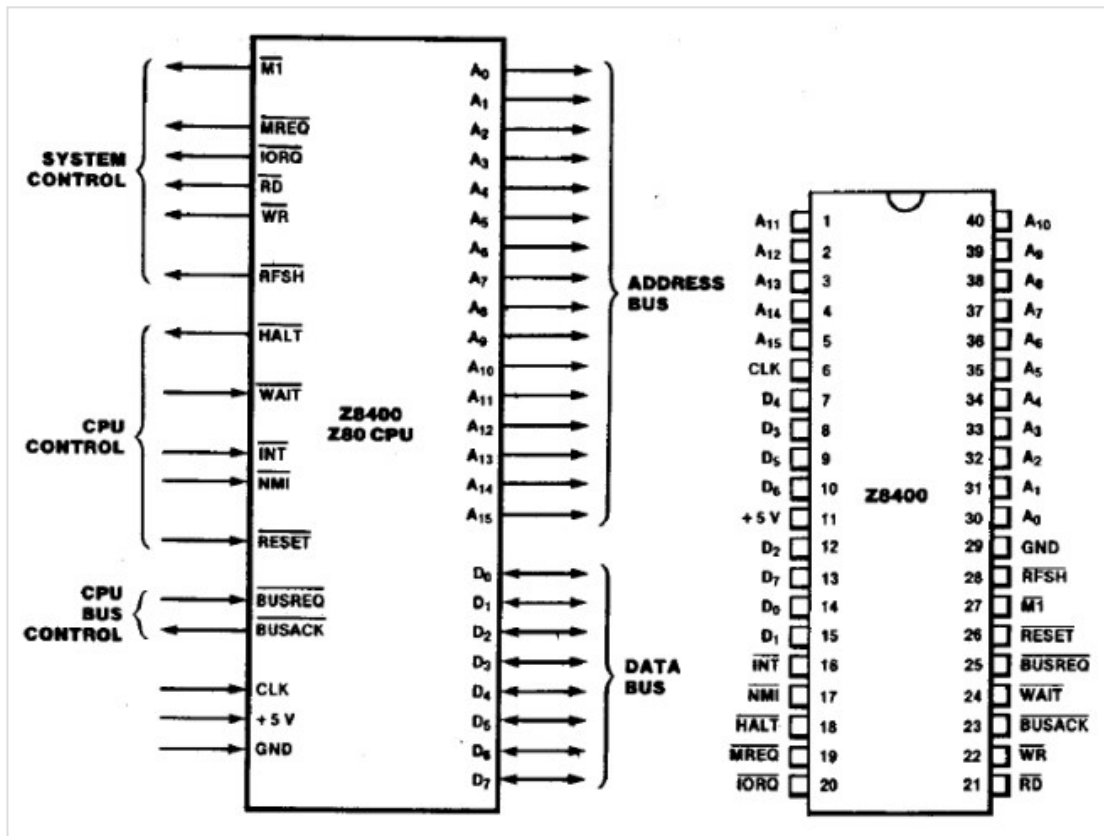 M1
MREQ
IORQ
RD
WR
RFSH
SYSTEM
CONTROL
HALT
WAIT
INT
NMI
RESET
CPU
CONTROL
BUSREQ
BUSACK
CPU
BUS
CONTROL
CLK
+ 5 V
GND
Z8400
Z80 CPU
A0
A1
A2
A3
A4
A5
A6
A7
A8
A9
A10
A11
A12
A13
A14
A15
ADDRESS
BUS
D0
D1
D2
D3
D4
D5
D6
D7
DATA
BUS
A11 1 40 A10
A12 2 39 A9
A13 3 38 A8
A14 4 37 A7
A15 5 36 A6
CLK 6 35 A5
D4 7 34 A4
D3 8 33 A3
D5 9 32 A2
D6 10 Z8400 31 A1
+ 5 V 11 30 A0
D2 12 29 GND
D7 13 28 RFSH
D0 14 27 M1
D1 15 26 RESET
INT 16 25 BUSREQ
NMI 17 24 WAIT
HALT 18 23 BUSACK
MREQ 19 22 WR
IORQ 20 21 RD